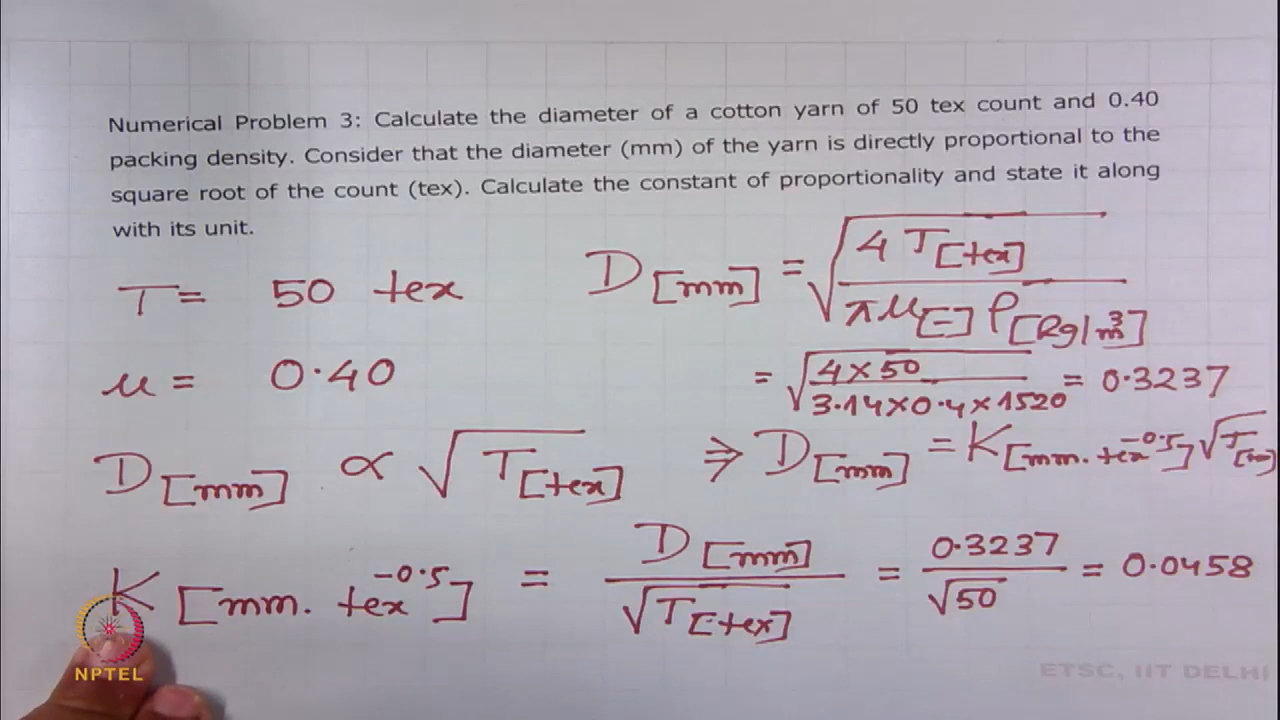 Numerical Problem 3: Calculate the diameter of a cotton yarn of 50 tex count and 0.40
packing density. Consider that the diameter (mm) of the yarn is directly proportional to the
square root of the count (tex). Calculate the constant of proportionality and state it along
with its unit.
T = 50 tex
μ = 0.40
D[mm] = √(4 T[tex] / π μ[-] ρ[kg/m³])
= √(4×50 / 3.14×0.4×1520) = 0.3237
D[mm] ∝ √T[tex] ⇒ D[mm] = K[mm. tex^-0.5] √T[tex]
K[mm. tex^-0.5] = D[mm] / √T[tex] = 0.3237 / √50 = 0.0458
NPTEL
ETSC, IIT DELHI